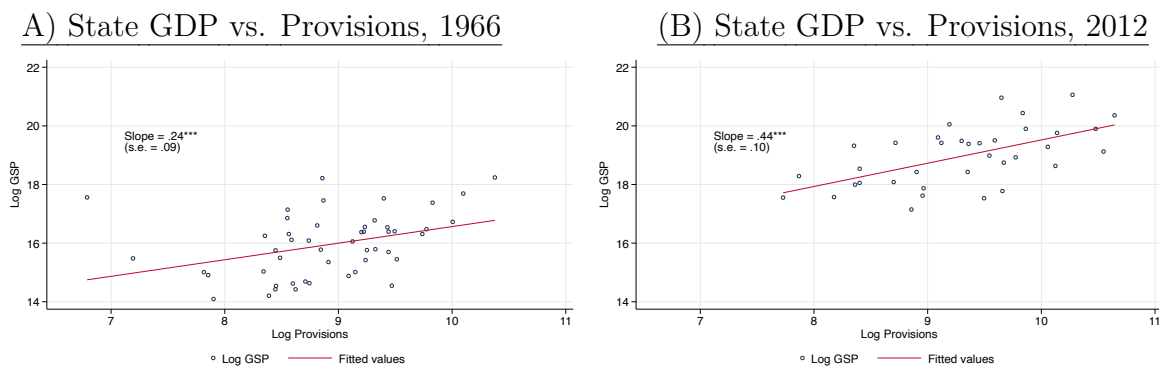 A) State GDP vs. Provisions, 1966
22
20
18
16
14
Log GSP
Slope = .24***
(s.e. = .09)
7 8 9 10 11
Log Provisions
Log GSP Fitted values
(B) State GDP vs. Provisions, 2012
22
20
18
16
14
Log GSP
Slope = .44***
(s.e. = .10)
7 8 9 10 11
Log Provisions
Log GSP Fitted values